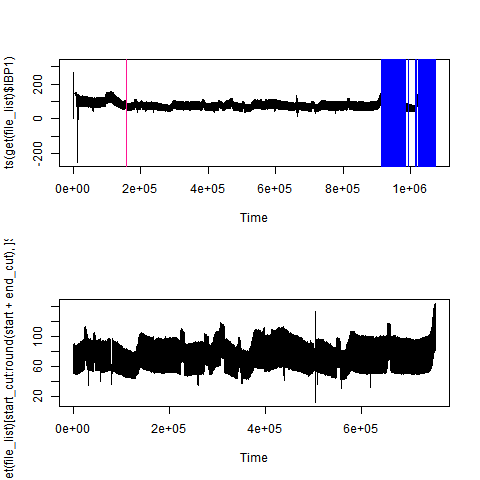 ts(get(file_list)$IBP1)
-200
0
200
0e+00
2e+05
4e+05
6e+05
8e+05
1e+06
Time
et(file_list)[start_cut:round(start + end_cut), ]$
20
60
100
0e+00
2e+05
4e+05
6e+05
Time